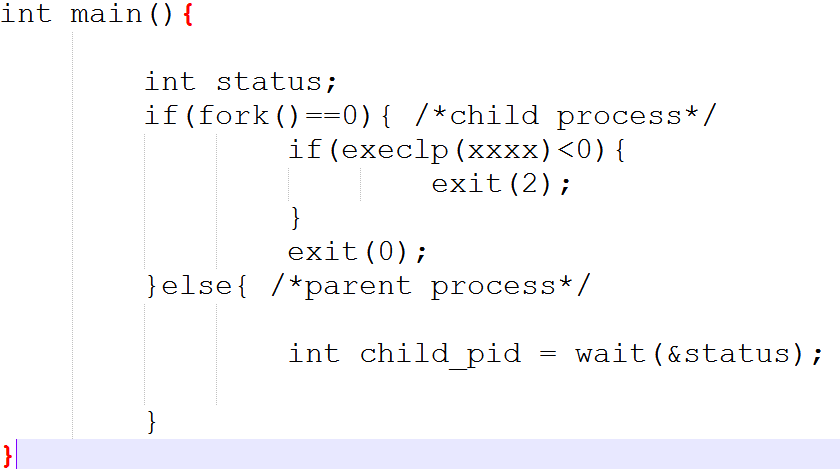 int main(){
int status;
if(fork()==0){ /*child process*/
if(execlp(xxxx)<0){
exit(2);
}
exit(0);
}else{ /*parent process*/
int child_pid = wait(&status);
}
}